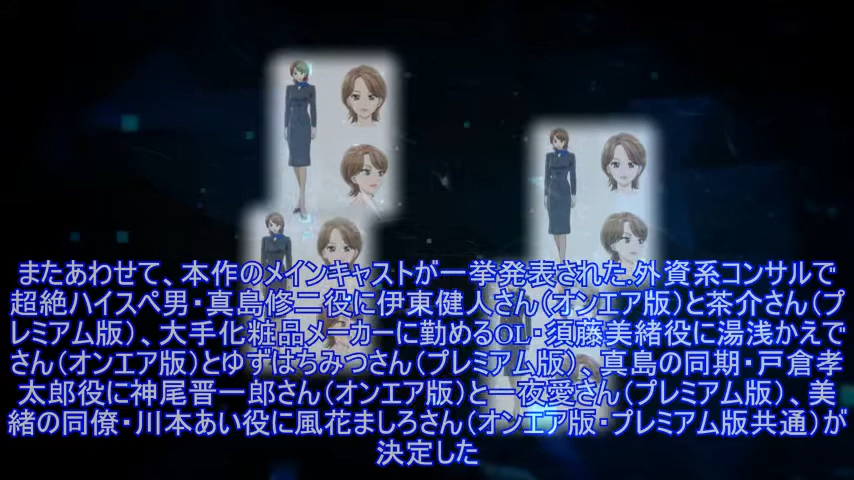 またあわせて、本作のメインキャストが一挙発表された.外資系コンサルで
超絶ハイスペ男・真島修二役に伊東健人さん（オンエア版）と茶介さん（プ
レミアム版）、大手化粧品メーカーに勤めるOL・須藤美緒役に湯浅かえで
さん（オンエア版）とゆずはちみつさん（プレミアム版）、真島の同期・戸倉孝
太郎役に神尾晋一郎さん（オンエア版）と一夜愛さん（プレミアム版）、美
緒の同僚・川本あい役に風花ましろさん（オンエア版・プレミアム版共通）が
決定した